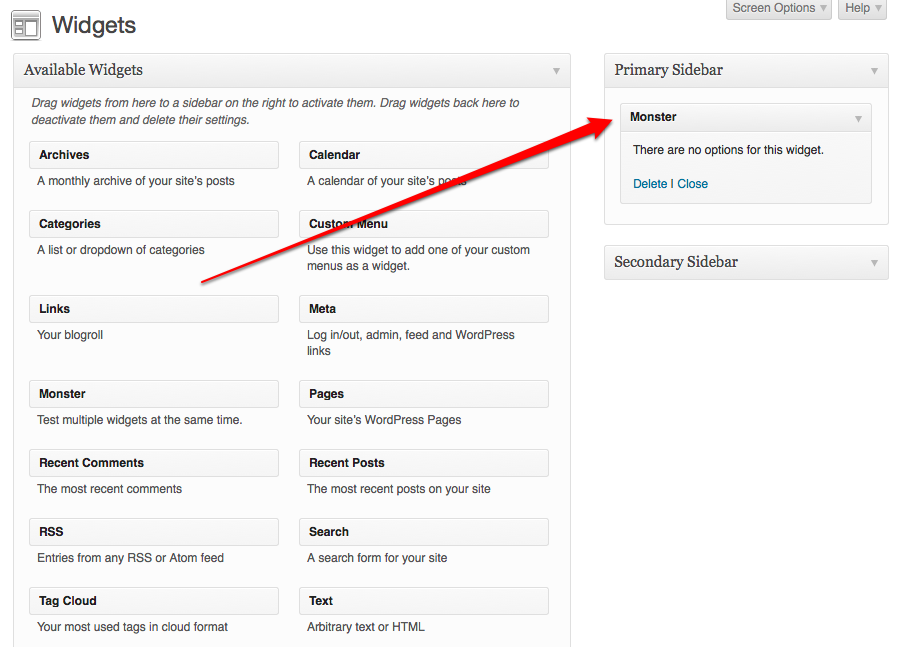 Screen Options
Help
Widgets
Available Widgets
Drag widgets from here to a sidebar on the right to activate them. Drag widgets back here to
deactivate them and delete their settings.
Archives
A monthly archive of your site's posts
Calendar
A calendar of your site's posts
Categories
A list or dropdown of categories
Custom Menu
Use this widget to add one of your custom
menus as a widget.
Links
Your blogroll
Meta
Log in/out, admin, feed and WordPress
links
Monster
Test multiple widgets at the same time.
Pages
Your site's WordPress Pages
Recent Comments
The most recent comments
Recent Posts
The most recent posts on your site
RSS
Entries from any RSS or Atom feed
Search
A search form for your site
Tag Cloud
Your most used tags in cloud format
Text
Arbitrary text or HTML
Primary Sidebar
Monster
There are no options for this widget.
Delete | Close
Secondary Sidebar